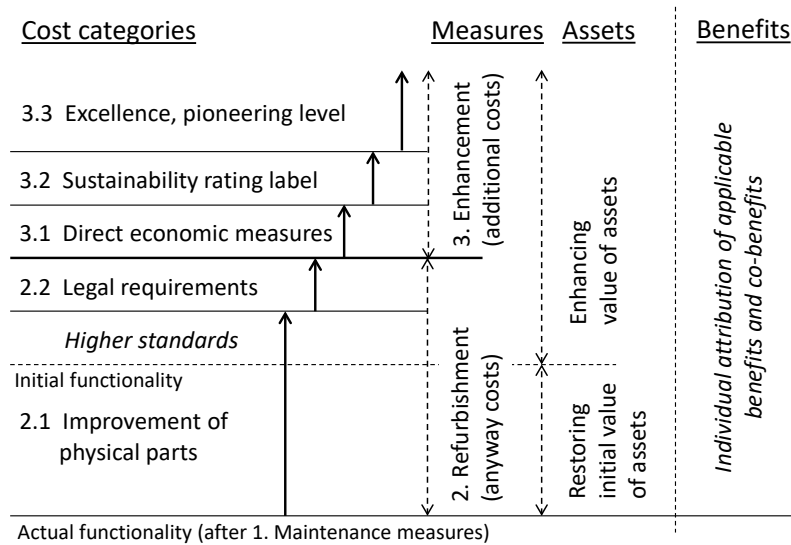 Cost categories
Measures
Assets
Benefits
3.3 Excellence, pioneering level
3.2 Sustainability rating label
3.1 Direct economic measures
2.2 Legal requirements
Higher standards
Initial functionality
2.1 Improvement of
physical parts
Actual functionality (after 1. Maintenance measures)
3. Enhancement
(additional costs)
2. Refurbishment
(anyway costs)
Enhancing
value of assets
Restoring
initial value
of assets
Individual attribution of applicable
benefits and co-benefits